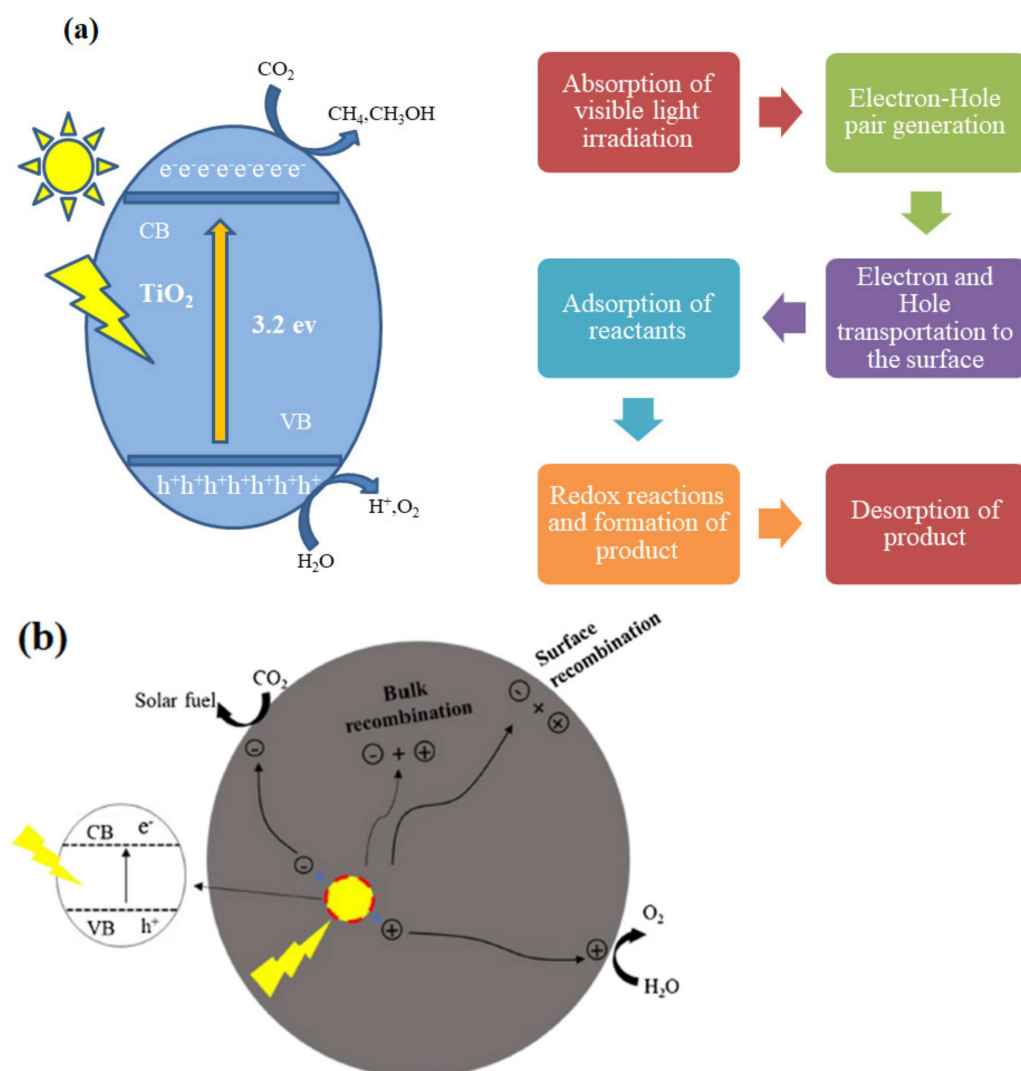 (a)
CO₂
CH₄,CH₃OH
e⁻e⁻e⁻e⁻e⁻e⁻e⁻e⁻
CB
TiO₂
3.2 ev
VB
h⁺h⁺h⁺h⁺h⁺h⁺h⁺
H⁺,O₂
H₂O
Absorption of
visible light
irradiation
Electron-Hole
pair generation
Electron and
Hole
transportation to
the surface
Adsorption of
reactants
Redox reactions
and formation of
product
Desorption of
product
(b)
Solar fuel
CO₂
Bulk
recombination
Surface
recombination
- + +
- + +
-
-
CB e⁻
VB h⁺
+
+
O₂
H₂O